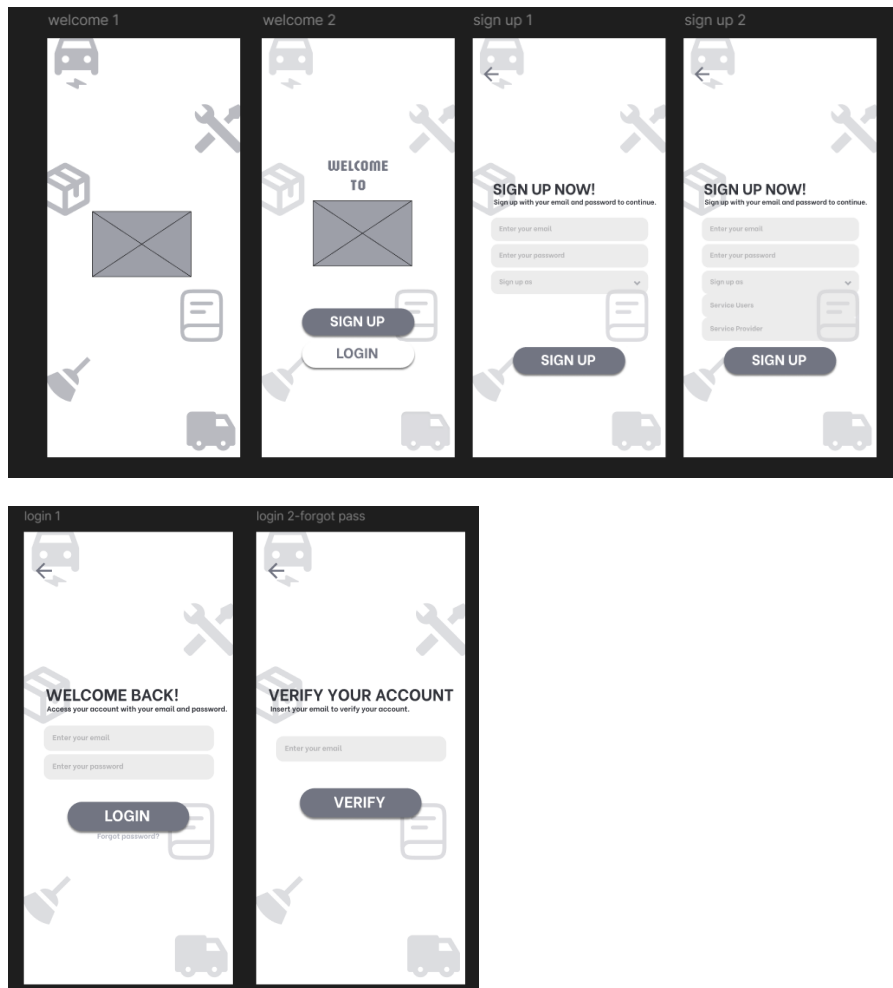 welcome 1
welcome 2
sign up 1
sign up 2
WELCOME
TO
SIGN UP
LOGIN
SIGN UP NOW!
Sign up with your email and password to continue.
Enter your email
Enter your password
Sign up as
SIGN UP
SIGN UP NOW!
Sign up with your email and password to continue.
Enter your email
Enter your password
Sign up as
Service Users
Service Provider
SIGN UP
login 1
login 2-forgot pass
WELCOME BACK!
Access your account with your email and password.
Enter your email
Enter your password
LOGIN
Forgot password?
VERIFY YOUR ACCOUNT
Insert your email to verify your account.
Enter your email
VERIFY